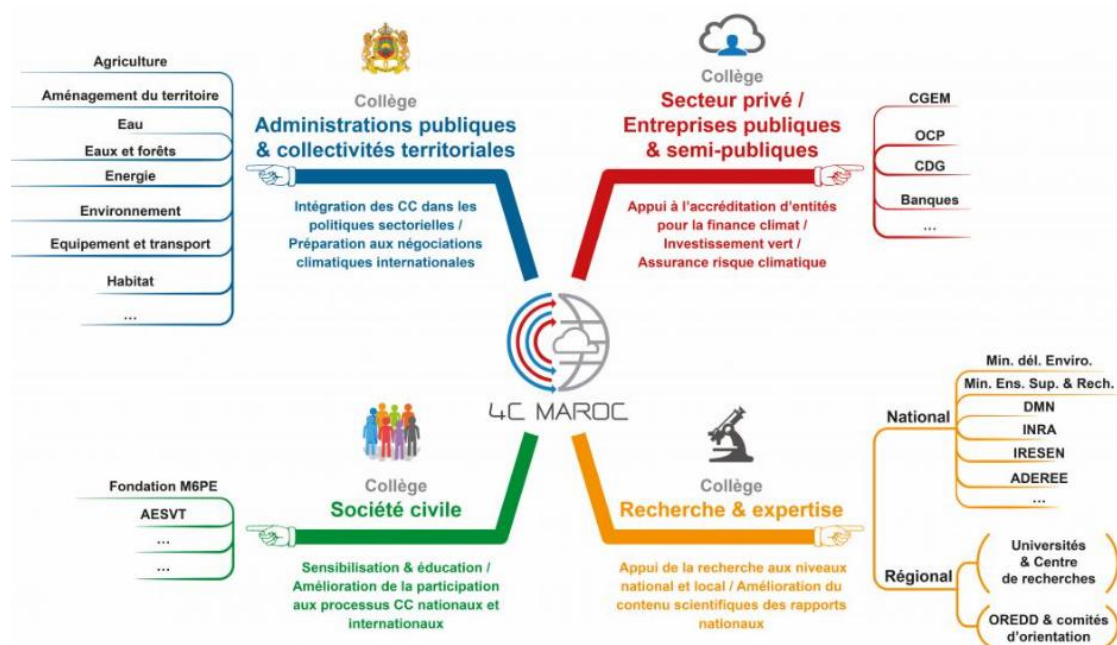 Agriculture
Aménagement du territoire
Eau
Eaux et forêts
Energie
Environnement
Equipement et transport
Habitat
...
Collège
Administrations publiques
& collectivités territoriales
Intégration des CC dans les
politiques sectorielles /
Préparation aux négociations
climatiques internationales
Collège
Secteur privé /
Entreprises publiques
& semi-publiques
Appui à l'accréditation d'entités
pour la finance climat /
Investissement vert /
Assurance risque climatique
CGEM
OCP
CDG
Banques
...
4C MAROC
Fondation M6PE
AESVT
...
...
Collège
Société civile
Sensibilisation & éducation /
Amélioration de la participation
aux processus CC nationaux et
internationaux
Collège
Recherche & expertise
Appui de la recherche aux niveaux
national et local / Amélioration du
contenu scientifiques des rapports
nationaux
National
Min. dél. Enviro.
Min. Ens. Sup. & Rech.
DMN
INRA
IRESEN
ADEREE
...
Régional
Universités
& Centre
de recherches
OREDD & comités
d'orientation